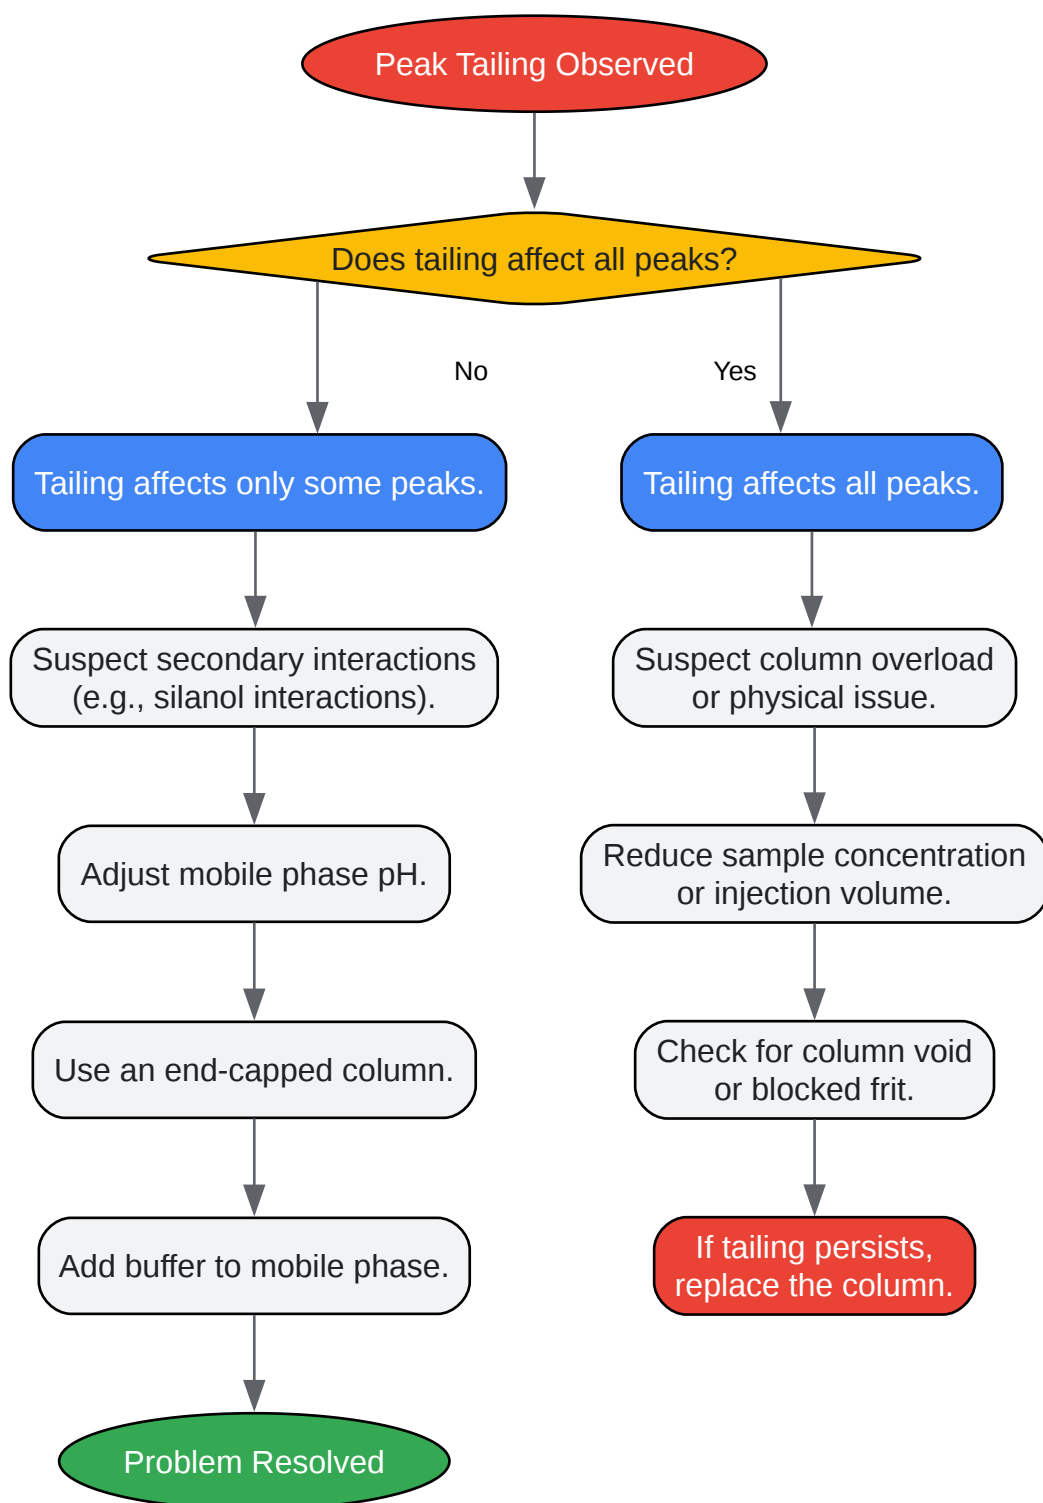 Peak Tailing Observed
Does tailing affect all peaks?
No
Yes
Tailing affects only some peaks.
Tailing affects all peaks.
Suspect secondary interactions
(e.g., silanol interactions).
Suspect column overload
or physical issue.
Adjust mobile phase pH.
Reduce sample concentration
or injection volume.
Use an end-capped column.
Check for column void
or blocked frit.
Add buffer to mobile phase.
If tailing persists,
replace the column.
Problem Resolved